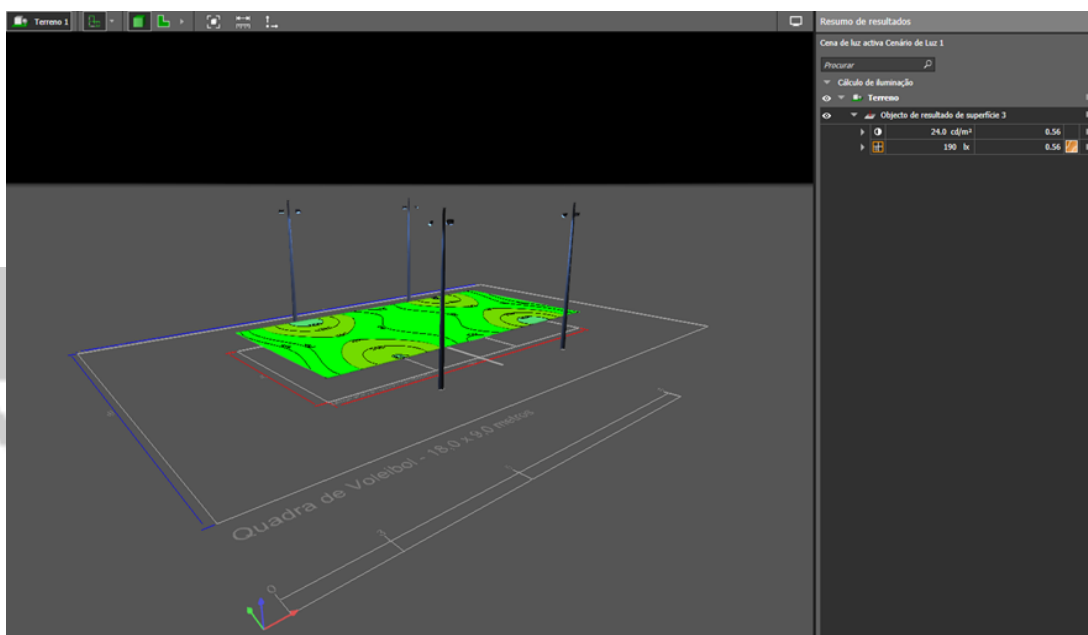 Terreno 1
Resumo de resultados
Cena de luz activa Cenário de Luz 1
Procurar
Cálculo de iluminação
Terreno
Objecto de resultado de superfície 3
24.0 cd/m² 0.56
190 lx 0.56
Quadra de Voleibol - 18,0 x 9,0 metros
0
3